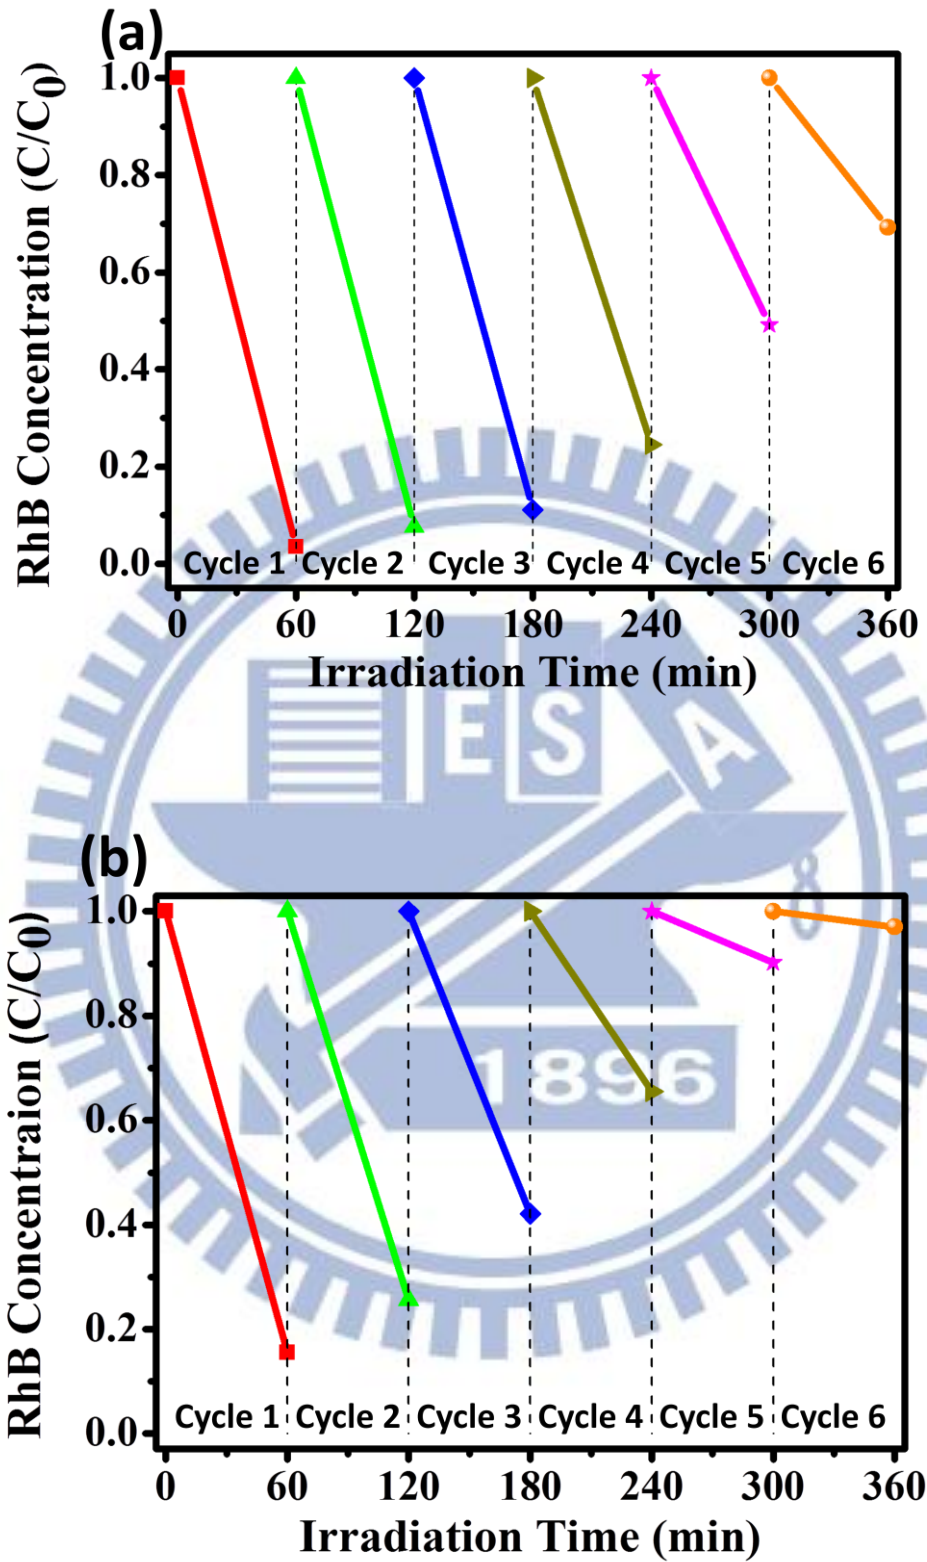 (a)
RhB Concentration (C/C0)
1.0
0.8
0.6
0.4
0.2
0.0
Cycle 1 Cycle 2 Cycle 3 Cycle 4 Cycle 5 Cycle 6
0 60 120 180 240 300 360
Irradiation Time (min)
E S A
(b)
RhB Concentraion (C/C0)
1.0
0.8
0.6
0.4
0.2
0.0
1896
Cycle 1 Cycle 2 Cycle 3 Cycle 4 Cycle 5 Cycle 6
0 60 120 180 240 300 360
Irradiation Time (min)